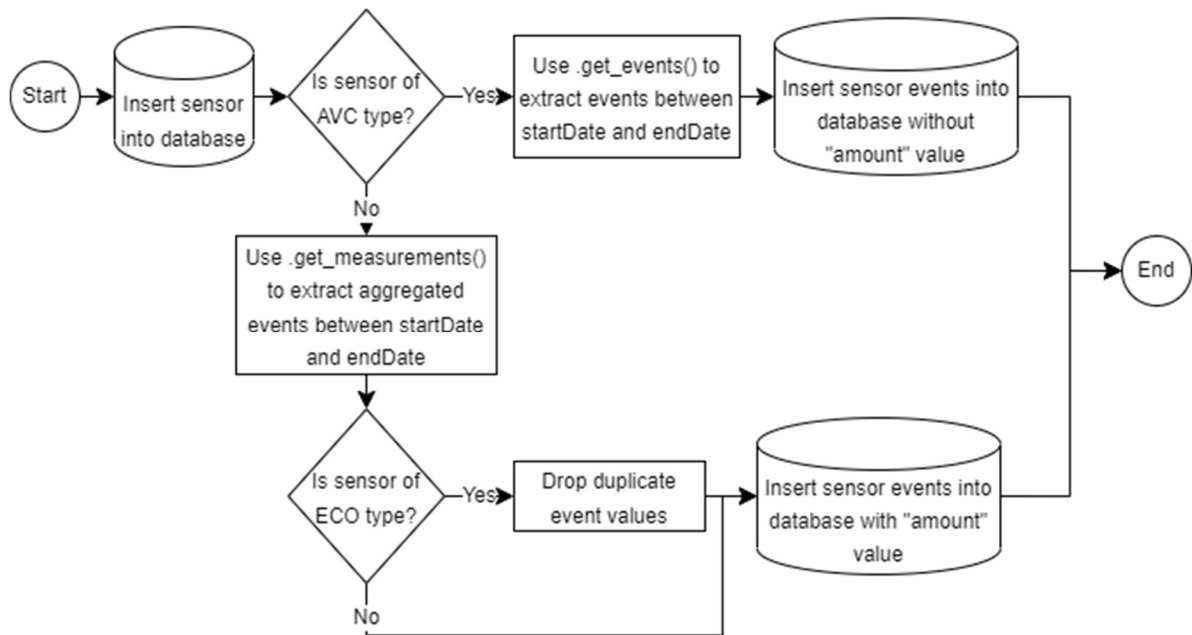 Start
Insert sensor
into database
Is sensor of
AVC type?
Yes
Use .get_events() to
extract events between
startDate and endDate
Insert sensor events into
database without
"amount" value
No
Use .get_measurements()
to extract aggregated
events between startDate
and endDate
End
Is sensor of
ECO type?
Yes
Drop duplicate
event values
Insert sensor events into
database with "amount"
value
No